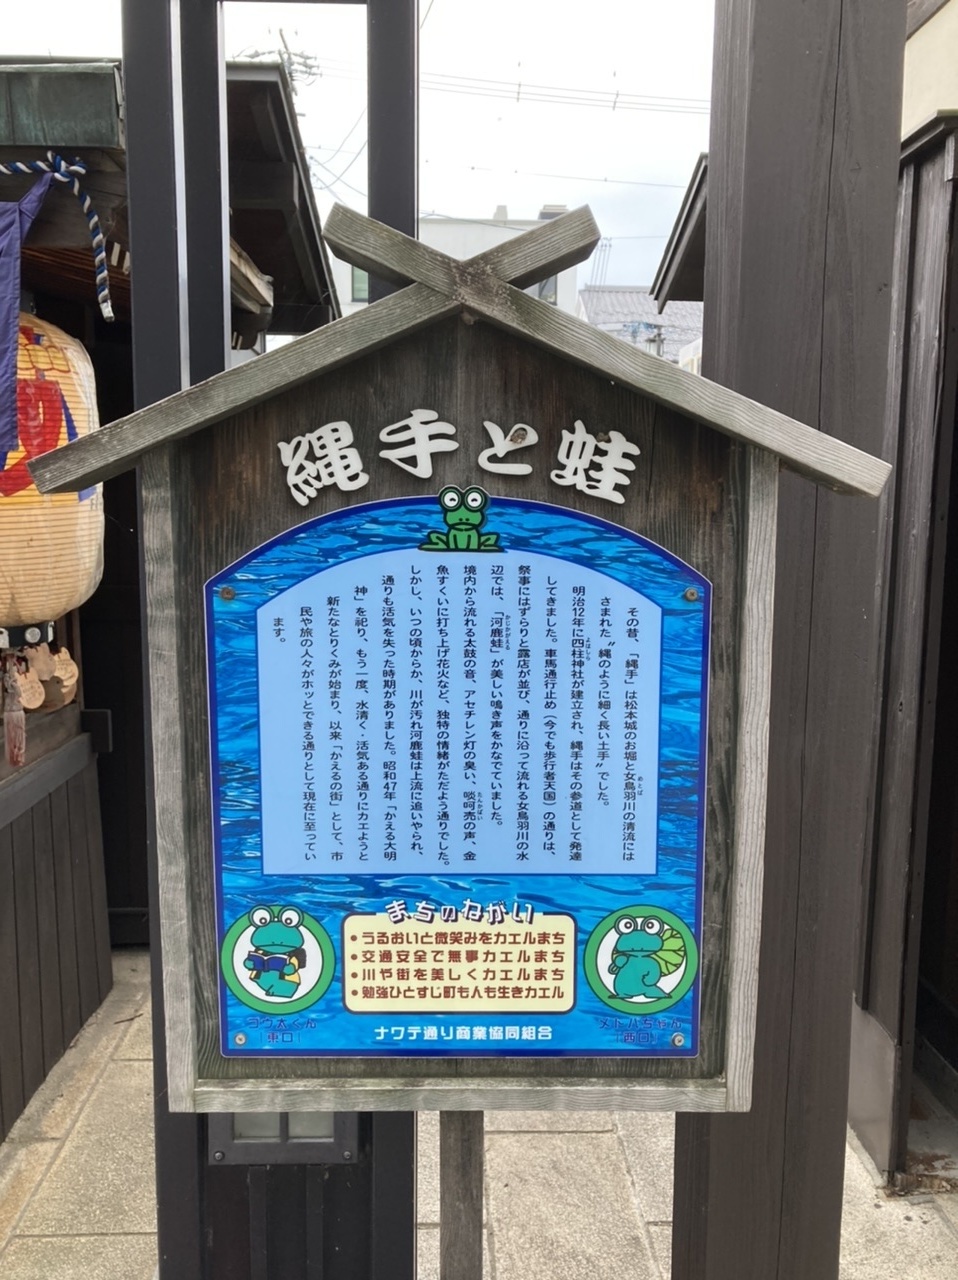 縄手と蛙
その昔、「縄手」は松本城のお堀と女鳥羽川の清流には
さまれた〝縄のように細く長い土手〟でした。
明治12年に四柱神社が建立され、縄手はその参道として発達
してきました。車馬通行止め(今でも歩行者天国)の通りは、
祭事にはずらりと露店が並び、通りに沿って流れる女鳥羽川の水
辺では、「河鹿蛙」が美しい鳴き声をかなでていました。
境内から流れる太鼓の音、アセチレン灯の臭い、啖呵売の声、金
魚すくいに打ち上げ花火など、独特の情緒がただよう通りでした。
しかし、いつの頃からか、川が汚れ河鹿蛙は上流に追いやられ、
通りも活気を失った時期がありました。昭和47年「かえる大明
神」を祀り、もう一度、水清く・活気ある通りにカエようと
新たなとりくみが始まり、以来「かえるの街」として、市
民や旅の人々がホッとできる通りとして現在に至ってい
ます。
まちのねがい
・うるおいと微笑みをカエルまち
・交通安全で無事カエルまち
・川や街を美しくカエルまち
・勉強ひとすじ町も人も生きカエル
コウ太くん
「東口」
メトバちゃん
「西口」
ナワテ通り商業協同組合